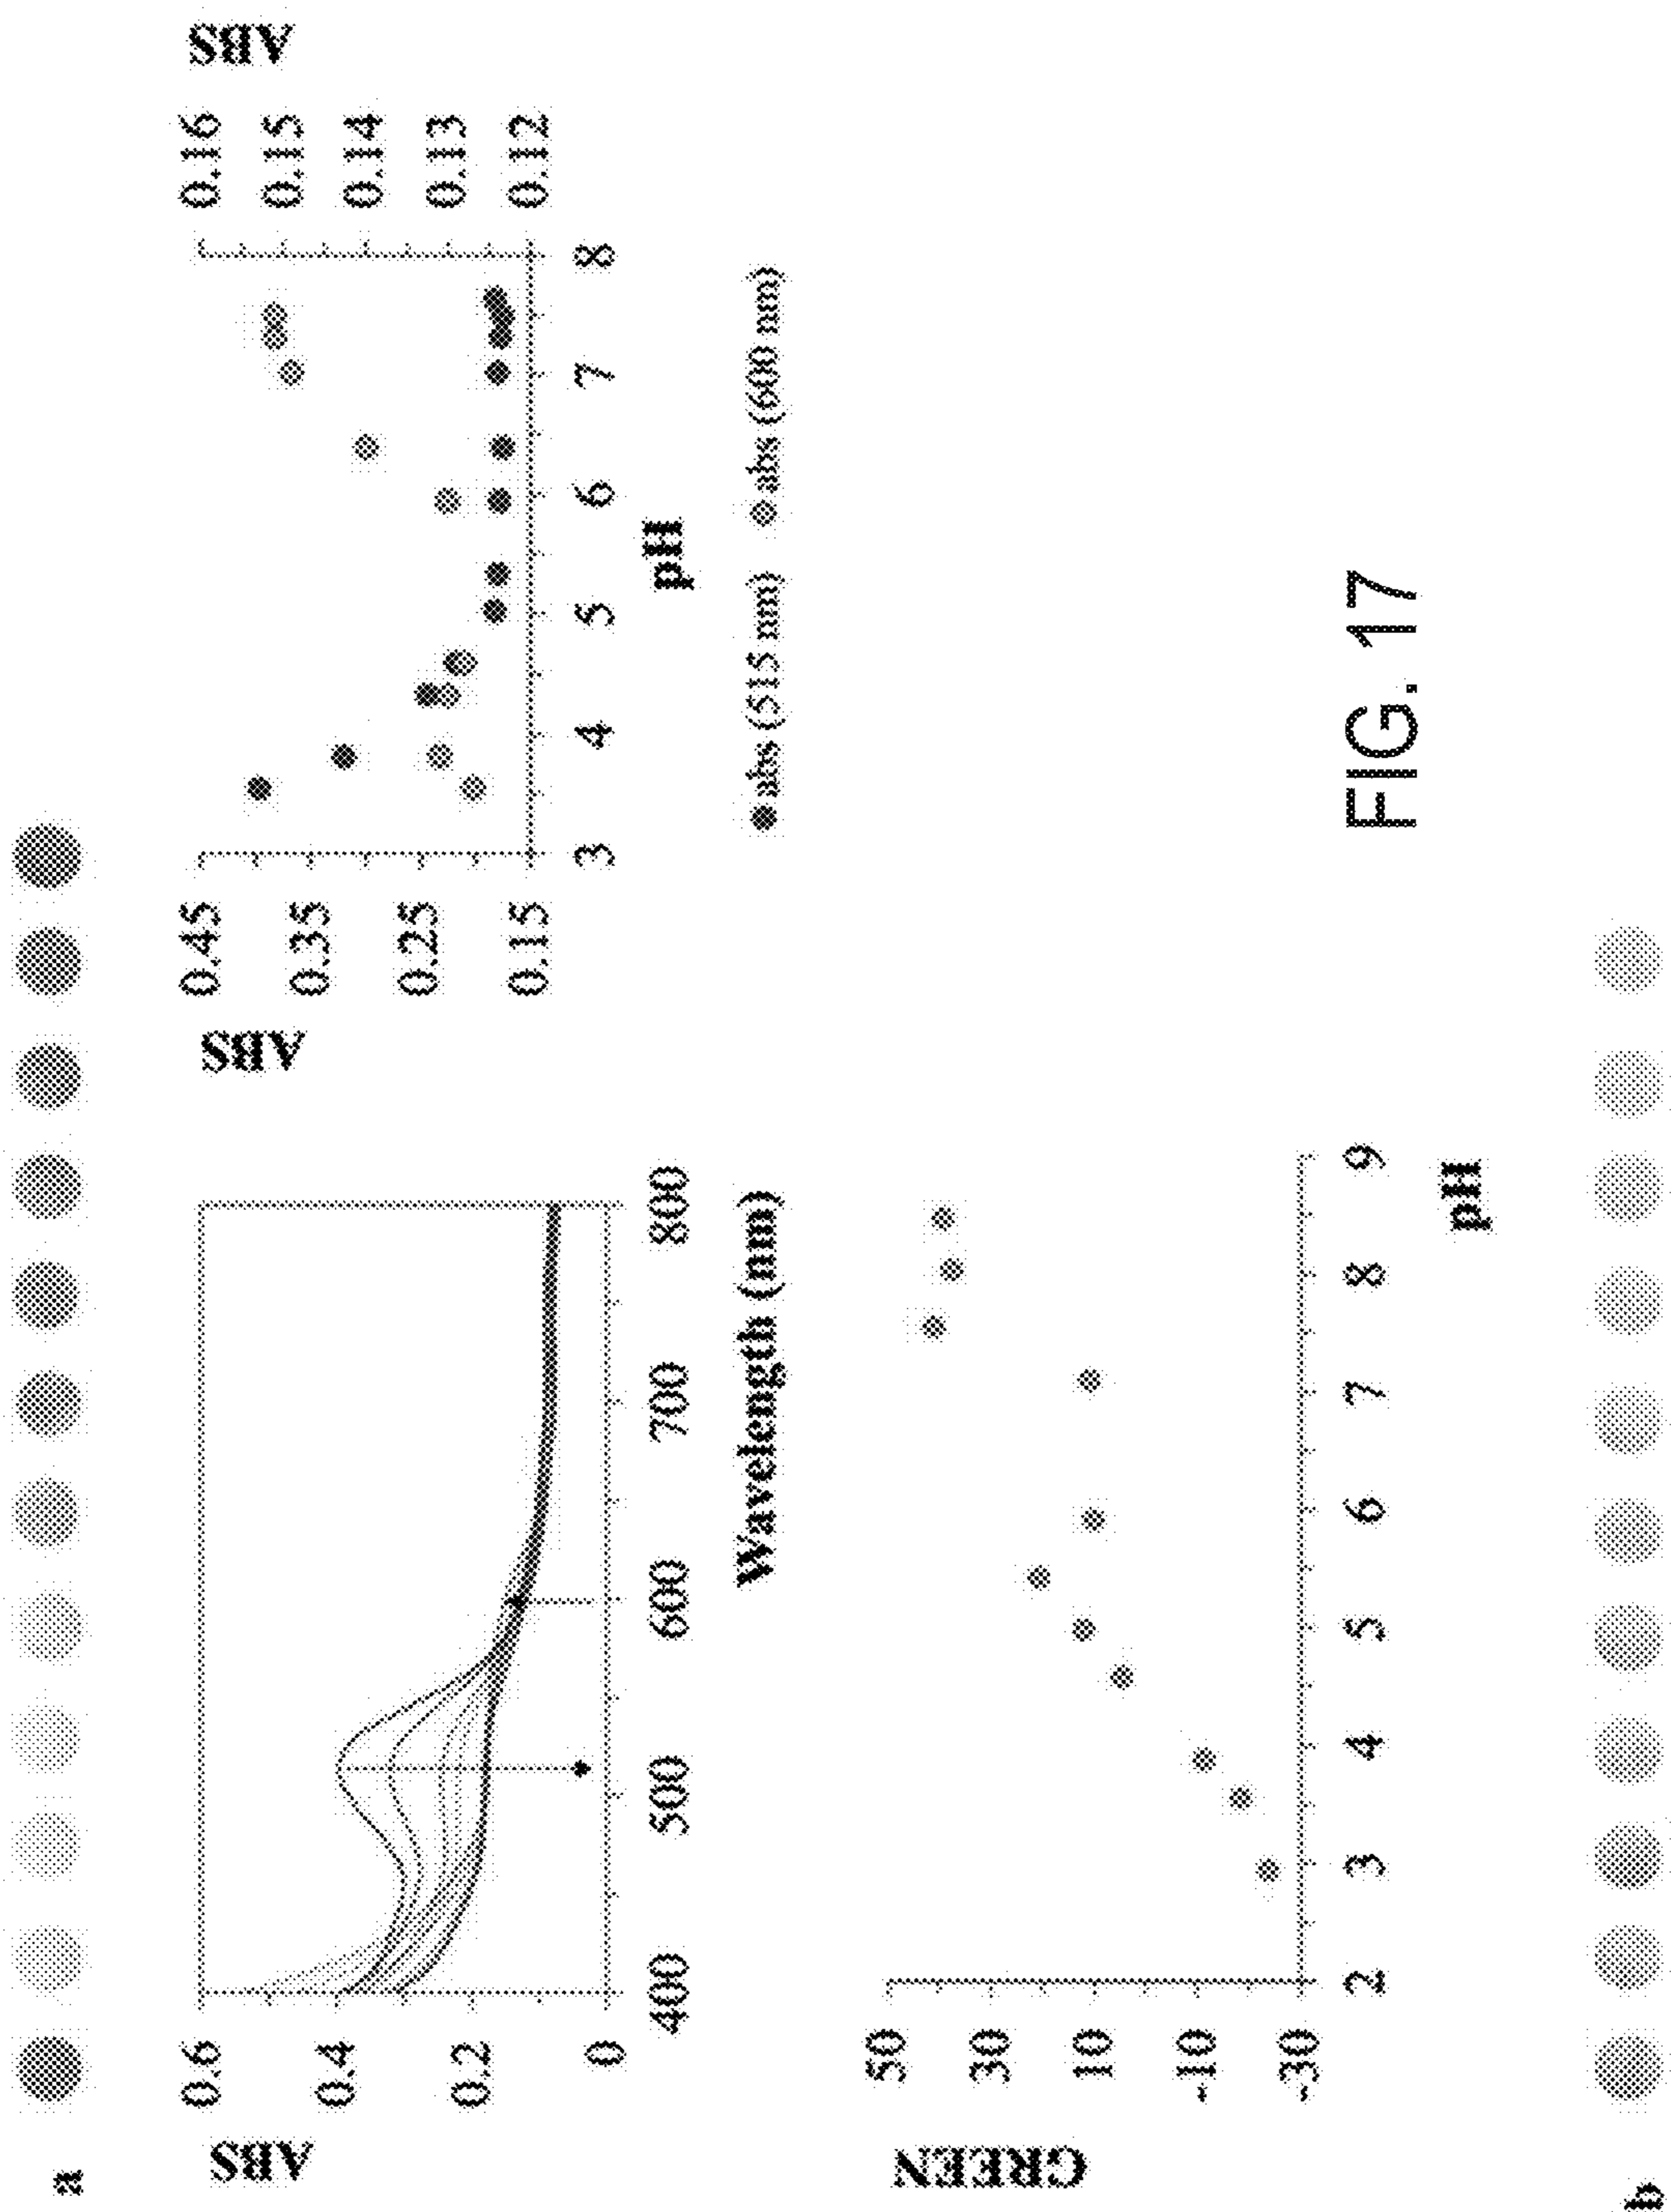 a
ABS
0.6
0.4
0.2
0
400 500 600 700 800
Wavelength (nm)
ABS
0.45
0.35
0.25
0.15
3 4 5 6 7 8
pH
0.16
0.15
0.14
0.13
0.12
ABS
abs (515 nm) abs (600 nm)
GREEN
50
30
10
-10
-30
2 3 4 5 6 7 8 9
pH
b
FIG. 17